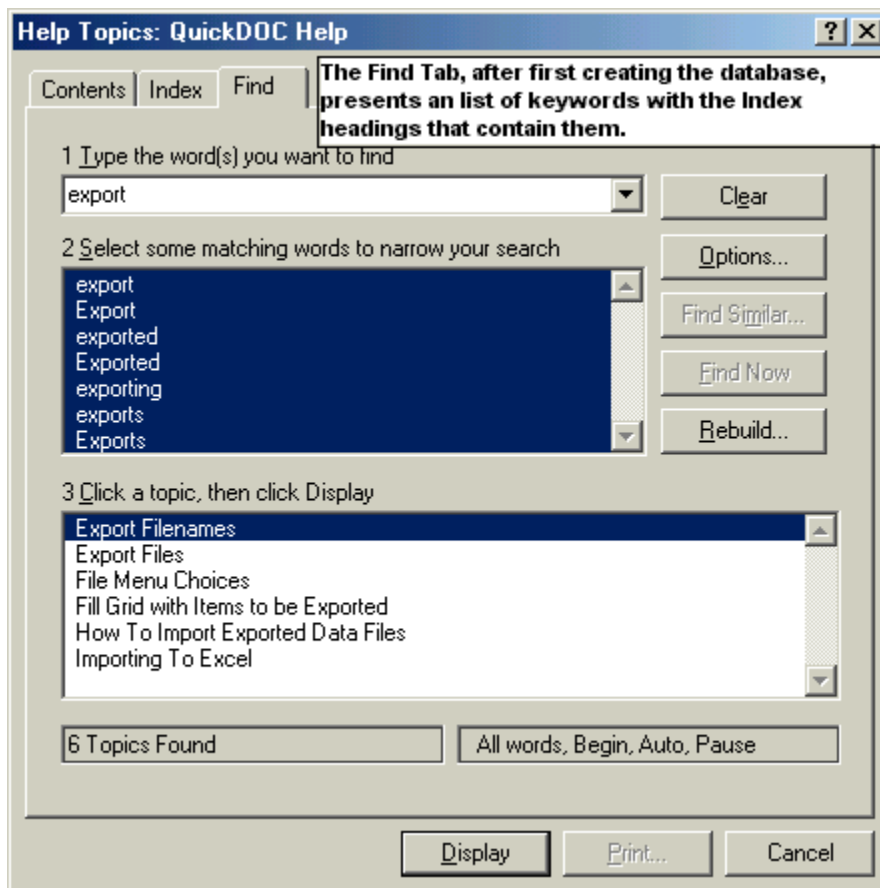 Help Topics: QuickDOC Help
Contents
Index
Find
The Find Tab, after first creating the database,
presents an list of keywords with the Index
headings that contain them.
1 Type the word(s) you want to find
export
Clear
2 Select some matching words to narrow your search
export
Export
exported
Exported
exporting
exports
Exports
Options...
Find Similar...
Find Now
Rebuild...
3 Click a topic, then click Display
Export Filenames
Export Files
File Menu Choices
Fill Grid with Items to be Exported
How To Import Exported Data Files
Importing To Excel
6 Topics Found
All words, Begin, Auto, Pause
Display
Print...
Cancel